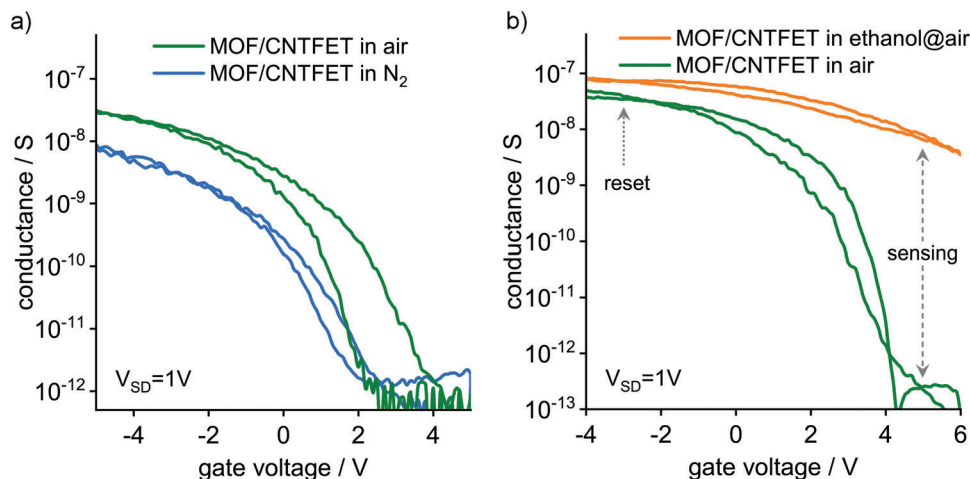 a)
MOF/CNTFET in air
MOF/CNTFET in N₂
10⁻⁷
10⁻⁸
10⁻⁹
10⁻¹⁰
10⁻¹¹
10⁻¹²
conductance / S
V_SD=1V
-4 -2 0 2 4
gate voltage / V
b)
MOF/CNTFET in ethanol@air
MOF/CNTFET in air
10⁻⁷
10⁻⁸
10⁻⁹
10⁻¹⁰
10⁻¹¹
10⁻¹²
10⁻¹³
conductance / S
reset
sensing
V_SD=1V
-4 -2 0 2 4 6
gate voltage / V